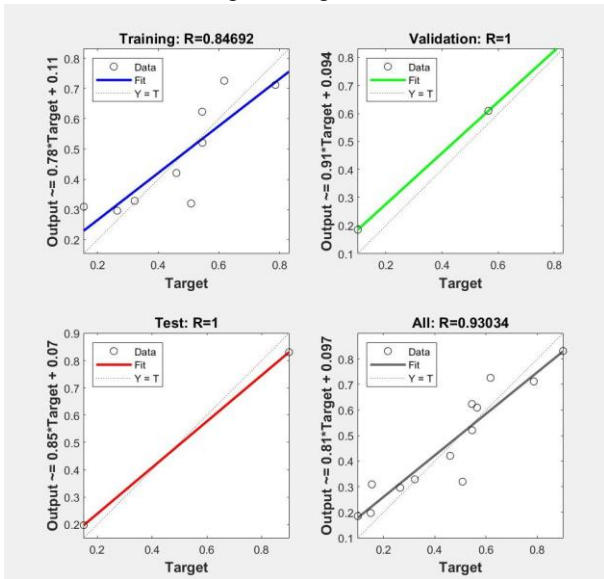 Training: R=0.84692
Output ~= 0.78*Target + 0.11
0.8
0.7
0.6
0.5
0.4
0.3
0.2
Data
Fit
Y = T
0.2 0.4 0.6 0.8
Target
Validation: R=1
Output ~= 0.91*Target + 0.094
0.8
0.7
0.6
0.5
0.4
0.3
0.2
0.1
Data
Fit
Y = T
0.2 0.4 0.6 0.8
Target
Test: R=1
Output ~= 0.85*Target + 0.07
0.9
0.8
0.7
0.6
0.5
0.4
0.3
0.2
Data
Fit
Y = T
0.2 0.4 0.6 0.8
Target
All: R=0.93034
Output ~= 0.81*Target + 0.097
0.8
0.7
0.6
0.5
0.4
0.3
0.2
0.1
Data
Fit
Y = T
0.2 0.4 0.6 0.8
Target